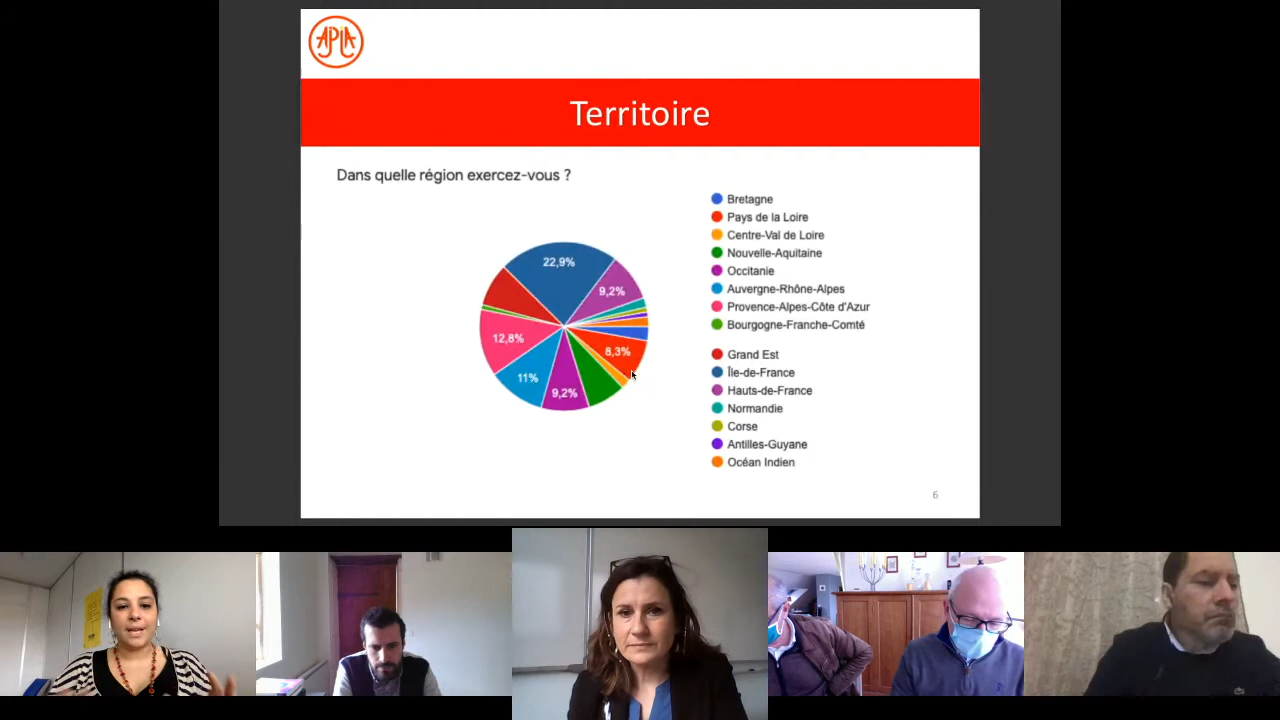 APIA
Territoire
Dans quelle région exercez-vous ?
22,9%
9,2%
8,3%
9,2%
11%
12,8%
Bretagne
Pays de la Loire
Centre-Val de Loire
Nouvelle-Aquitaine
Occitanie
Auvergne-Rhône-Alpes
Provence-Alpes-Côte d'Azur
Bourgogne-Franche-Comté
Grand Est
Île-de-France
Hauts-de-France
Normandie
Corse
Antilles-Guyane
Océan Indien
6